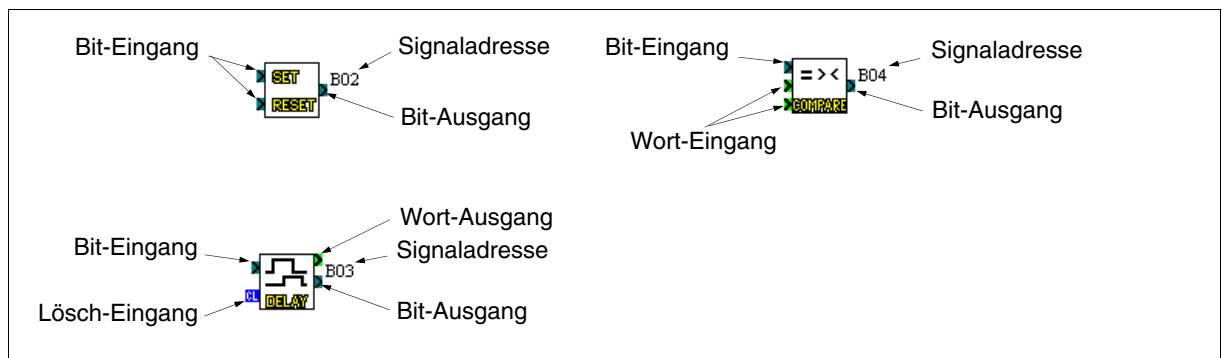 Bit-Eingang
Signaladresse
SET
B02
RESET
Bit-Ausgang
Bit-Eingang
Signaladresse
= > <
B04
COMPARE
Bit-Ausgang
Wort-Eingang
Wort-Ausgang
Bit-Eingang
Signaladresse
B03
CL
DELAY
Bit-Ausgang
Lösch-Eingang